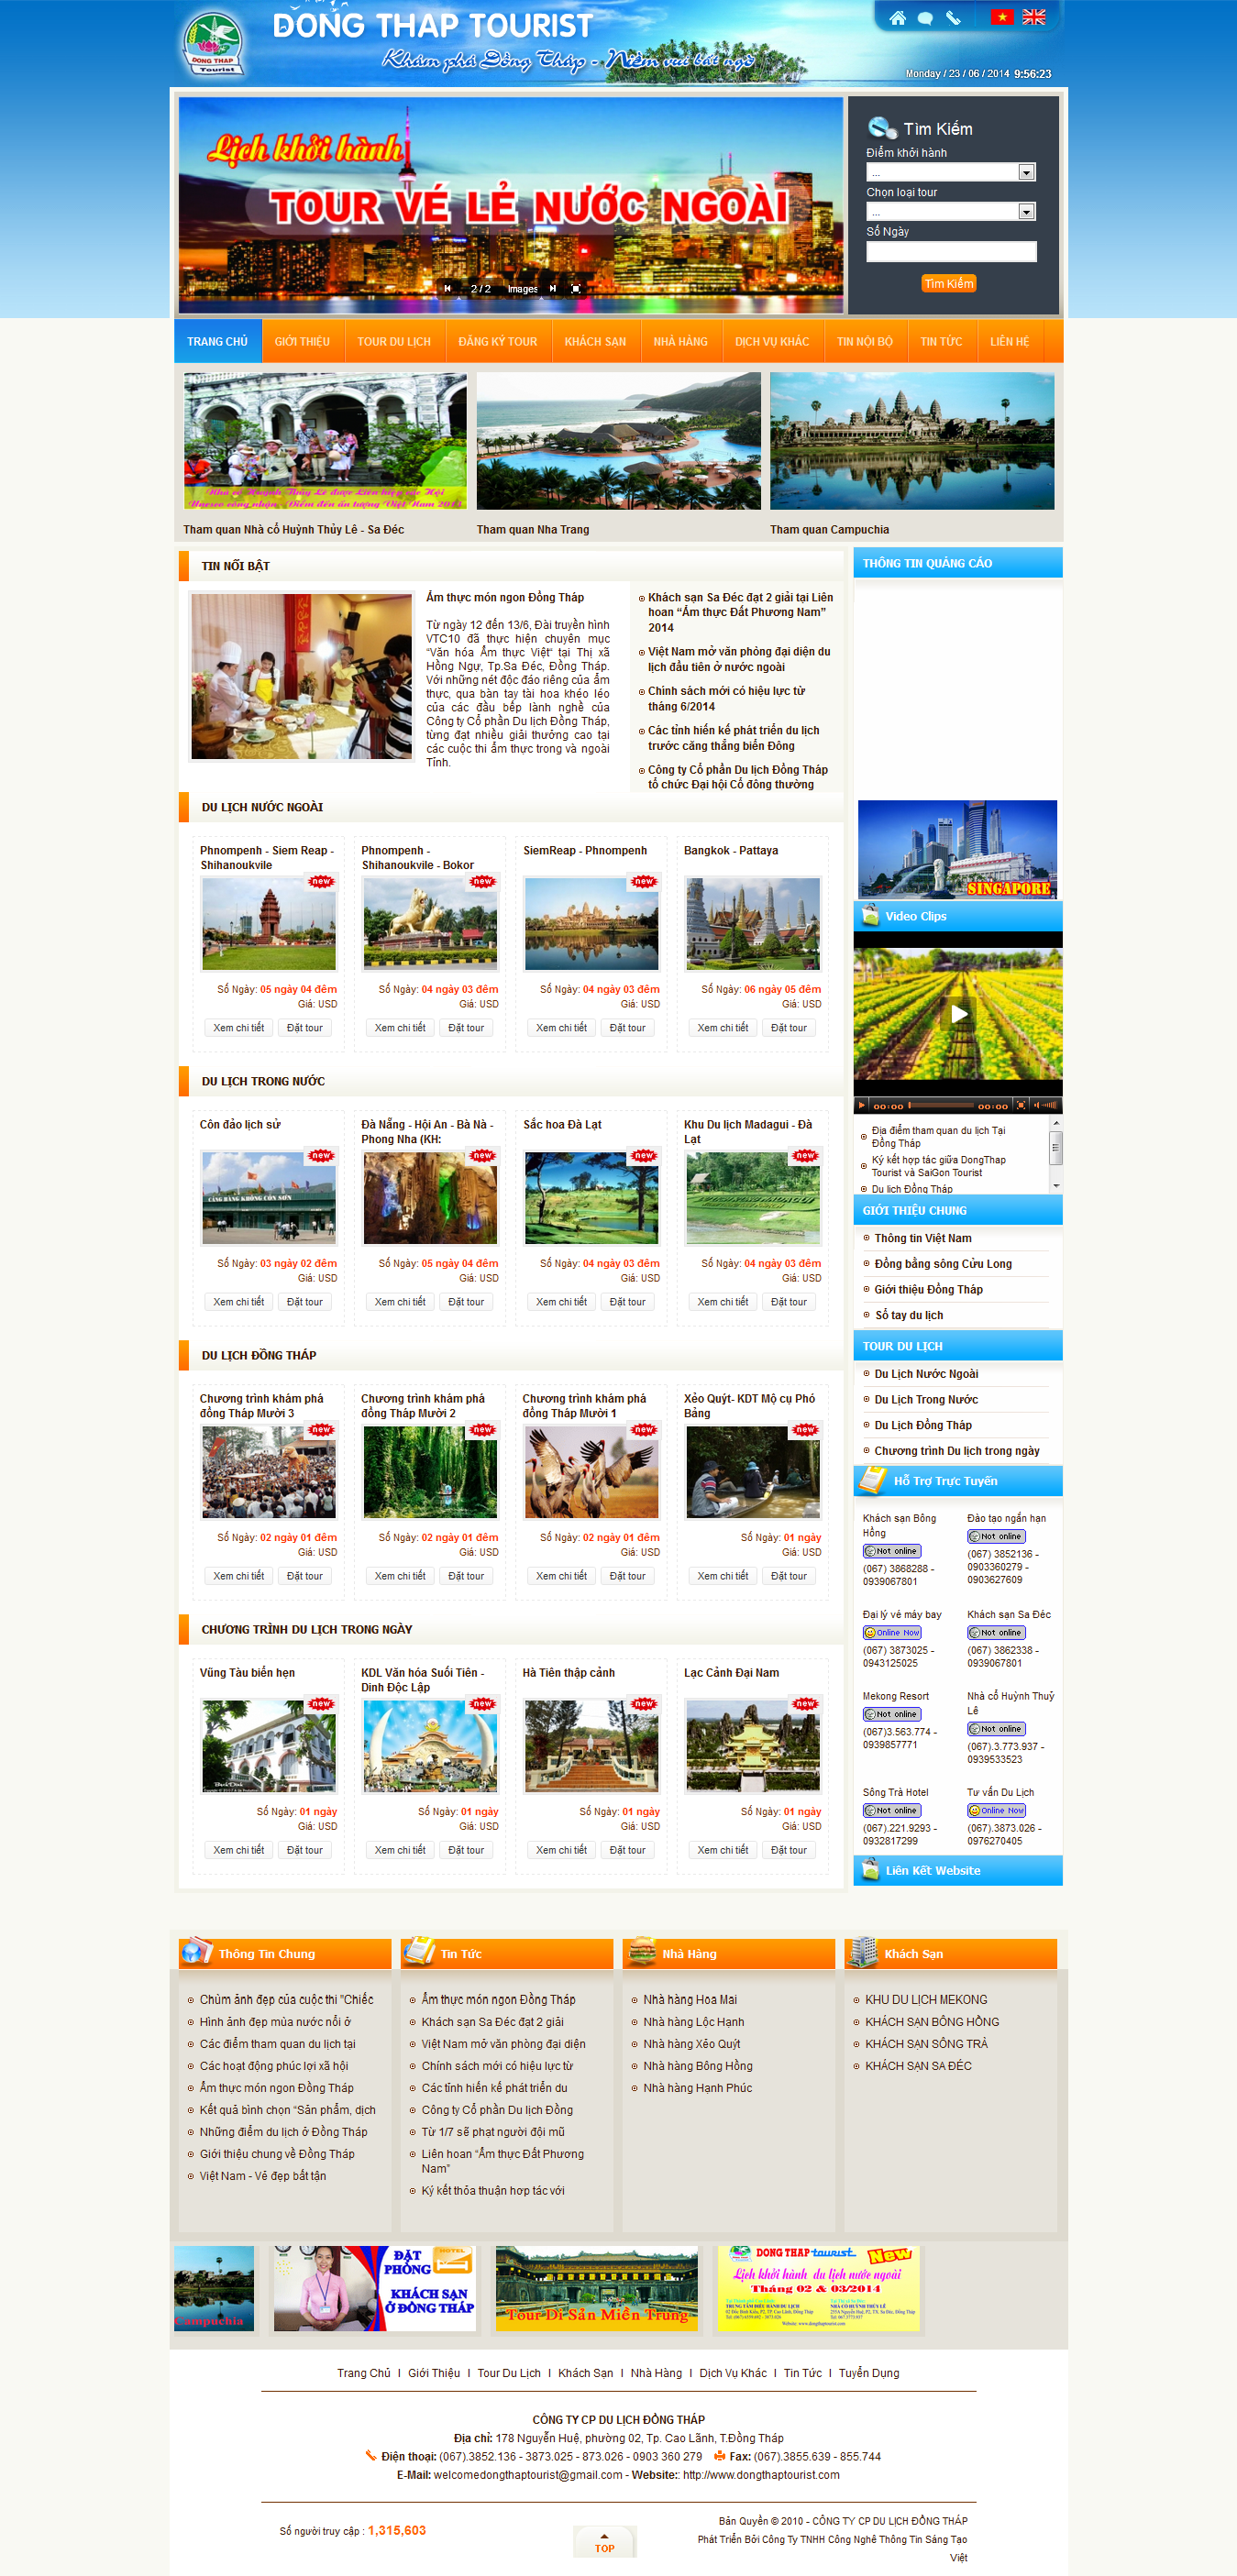 DONG THAP TOURIST
DONG THAP
Tourist
Khám phá Đồng Tháp - Niềm vui bất ngờ
Monday / 23 / 06 / 2014 9:56:23
Lịch khởi hành
TOUR VÉ LẺ NƯỚC NGOÀI
2 / 2 Images
Tìm Kiếm
Điểm khởi hành
...
Chọn loại tour
...
Số Ngày
Tìm Kiếm
TRANG CHỦ GIỚI THIỆU TOUR DU LỊCH ĐĂNG KÝ TOUR KHÁCH SẠN NHÀ HÀNG DỊCH VỤ KHÁC TIN NỘI BỘ TIN TỨC LIÊN HỆ
Nhà cổ Huỳnh Thủy Lê được Liên hiệp các Hội
Unesco công nhận - Điểm đến ấn tượng Việt Nam 2013
Tham quan Nhà cổ Huỳnh Thủy Lê - Sa Đéc
Tham quan Nha Trang
Tham quan Campuchia
TIN NỔI BẬT
Ẩm thực món ngon Đồng Tháp
Từ ngày 12 đến 13/6, Đài truyền hình
VTC10 đã thực hiện chuyên mục
“Văn hóa Ẩm thực Việt“ tại Thị xã
Hồng Ngự, Tp.Sa Đéc, Đồng Tháp.
Với những nét độc đáo riêng của ẩm
thực, qua bàn tay tài hoa khéo léo
của các đầu bếp lành nghề của
Công ty Cổ phần Du lịch Đồng Tháp,
từng đạt nhiều giải thưởng cao tại
các cuộc thi ẩm thực trong và ngoài
Tỉnh.
Khách sạn Sa Đéc đạt 2 giải tại Liên
hoan “Ẩm thực Đất Phương Nam”
2014
Việt Nam mở văn phòng đại diện du
lịch đầu tiên ở nước ngoài
Chính sách mới có hiệu lực từ
tháng 6/2014
Các tỉnh hiến kế phát triển du lịch
trước căng thẳng biển Đông
Công ty Cổ phần Du lịch Đồng Tháp
tổ chức Đại hội Cổ đông thường
DU LỊCH NƯỚC NGOÀI
Phnompenh - Siem Reap -
Shihanoukvile
new
Số Ngày: 05 ngày 04 đêm
Giá: USD
Xem chi tiết Đặt tour
Phnompenh -
Shihanoukvile - Bokor
new
Số Ngày: 04 ngày 03 đêm
Giá: USD
Xem chi tiết Đặt tour
SiemReap - Phnompenh
new
Số Ngày: 04 ngày 03 đêm
Giá: USD
Xem chi tiết Đặt tour
Bangkok - Pattaya
Số Ngày: 06 ngày 05 đêm
Giá: USD
Xem chi tiết Đặt tour
DU LỊCH TRONG NƯỚC
Côn đảo lịch sử
new
CẢNG HÀNG KHÔNG CÔN SƠN
Số Ngày: 03 ngày 02 đêm
Giá: USD
Xem chi tiết Đặt tour
Đà Nẵng - Hội An - Bà Nà -
Phong Nha (KH:
new
Số Ngày: 05 ngày 04 đêm
Giá: USD
Xem chi tiết Đặt tour
Sắc hoa Đà Lạt
new
Số Ngày: 04 ngày 03 đêm
Giá: USD
Xem chi tiết Đặt tour
Khu Du lịch Madagui - Đà
Lạt
new
Số Ngày: 04 ngày 03 đêm
Giá: USD
Xem chi tiết Đặt tour
DU LỊCH ĐỒNG THÁP
Chương trình khám phá
đồng Tháp Mười 3
new
Số Ngày: 02 ngày 01 đêm
Giá: USD
Xem chi tiết Đặt tour
Chương trình khám phá
đồng Tháp Mười 2
new
Số Ngày: 02 ngày 01 đêm
Giá: USD
Xem chi tiết Đặt tour
Chương trình khám phá
đồng Tháp Mười 1
new
Số Ngày: 02 ngày 01 đêm
Giá: USD
Xem chi tiết Đặt tour
Xẻo Quýt- KDT Mộ cụ Phó
Bảng
new
Số Ngày: 01 ngày
Giá: USD
Xem chi tiết Đặt tour
CHƯƠNG TRÌNH DU LỊCH TRONG NGÀY
Vũng Tàu biển hẹn
new
Số Ngày: 01 ngày
Giá: USD
Xem chi tiết Đặt tour
KDL Văn hóa Suối Tiên -
Dinh Độc Lập
new
Số Ngày: 01 ngày
Giá: USD
Xem chi tiết Đặt tour
Hà Tiên thập cảnh
new
Số Ngày: 01 ngày
Giá: USD
Xem chi tiết Đặt tour
Lạc Cảnh Đại Nam
new
Số Ngày: 01 ngày
Giá: USD
Xem chi tiết Đặt tour
THÔNG TIN QUẢNG CÁO
SINGAPORE
Video Clips
00:00 00:00
Địa điểm tham quan du lịch Tại
Đồng Tháp
Ký kết hợp tác giữa DongThap
Tourist và SaiGon Tourist
Du lịch Đồng Tháp
GIỚI THIỆU CHUNG
Thông tin Việt Nam
Đồng bằng sông Cửu Long
Giới thiệu Đồng Tháp
Sổ tay du lịch
TOUR DU LỊCH
Du Lịch Nước Ngoài
Du Lịch Trong Nước
Du Lịch Đồng Tháp
Chương trình Du lịch trong ngày
Hỗ Trợ Trực Tuyến
Khách sạn Bông
Hồng
Not online
(067) 3868288 -
0939067801
Đào tạo ngắn hạn
Not online
(067) 3852136 -
0903360279 -
0903627609
Đại lý vé máy bay
Online Now
(067) 3873025 -
0943125025
Khách sạn Sa Đéc
Not online
(067) 3862338 -
0939067801
Mekong Resort
Not online
(067)3.563.774 -
0939857771
Nhà cổ Huỳnh Thuỷ
Lê
Not online
(067).3.773.937 -
0939533523
Sông Trà Hotel
Not online
(067).221.9293 -
0932817299
Tư vấn Du Lịch
Online Now
(067).3873.026 -
0976270405
Liên Kết Website
Thông Tin Chung
Chùm ảnh đẹp của cuộc thi "Chiếc
Hình ảnh đẹp mùa nước nổi ở
Các điểm tham quan du lịch tại
Các hoạt động phúc lợi xã hội
Ẩm thực món ngon Đồng Tháp
Kết quả bình chọn “Sản phẩm, dịch
Những điểm du lịch ở Đồng Tháp
Giới thiệu chung về Đồng Tháp
Việt Nam - Vẻ đẹp bất tận
Tin Tức
Ẩm thực món ngon Đồng Tháp
Khách sạn Sa Đéc đạt 2 giải
Việt Nam mở văn phòng đại diện
Chính sách mới có hiệu lực từ
Các tỉnh hiến kế phát triển du
Công ty Cổ phần Du lịch Đồng
Từ 1/7 sẽ phạt người đội mũ
Liên hoan “Ẩm thực Đất Phương
Nam”
Ký kết thỏa thuận hợp tác với
Nhà Hàng
Nhà hàng Hoa Mai
Nhà hàng Lộc Hạnh
Nhà hàng Xẻo Quýt
Nhà hàng Bông Hồng
Nhà hàng Hạnh Phúc
Khách Sạn
KHU DU LỊCH MEKONG
KHÁCH SẠN BÔNG HỒNG
KHÁCH SẠN SÔNG TRÀ
KHÁCH SẠN SA ĐÉC
Campuchia
ĐẶT
PHÒNG
HOTEL
KHÁCH SẠN
Ở ĐỒNG THÁP
Tour Di Sản Miền Trung
DONG THAP tourist New
Lịch khởi hành du lịch nước ngoài
Tháng 02 & 03/2014
Trang Chủ | Giới Thiệu | Tour Du Lịch | Khách Sạn | Nhà Hàng | Dịch Vụ Khác | Tin Tức | Tuyển Dụng
CÔNG TY CP DU LỊCH ĐỒNG THÁP
Địa chỉ: 178 Nguyễn Huệ, phường 02, Tp. Cao Lãnh, T.Đồng Tháp
Điện thoại: (067).3852.136 - 3873.025 - 873.026 - 0903 360 279 Fax: (067).3855.639 - 855.744
E-Mail: welcomedongthaptourist@gmail.com - Website:: http://www.dongthaptourist.com
Số người truy cập : 1,315,603
TOP
Bản Quyền © 2010 - CÔNG TY CP DU LỊCH ĐỒNG THÁP
Phát Triển Bởi Công Ty TNHH Công Nghệ Thông Tin Sáng Tạo
Việt